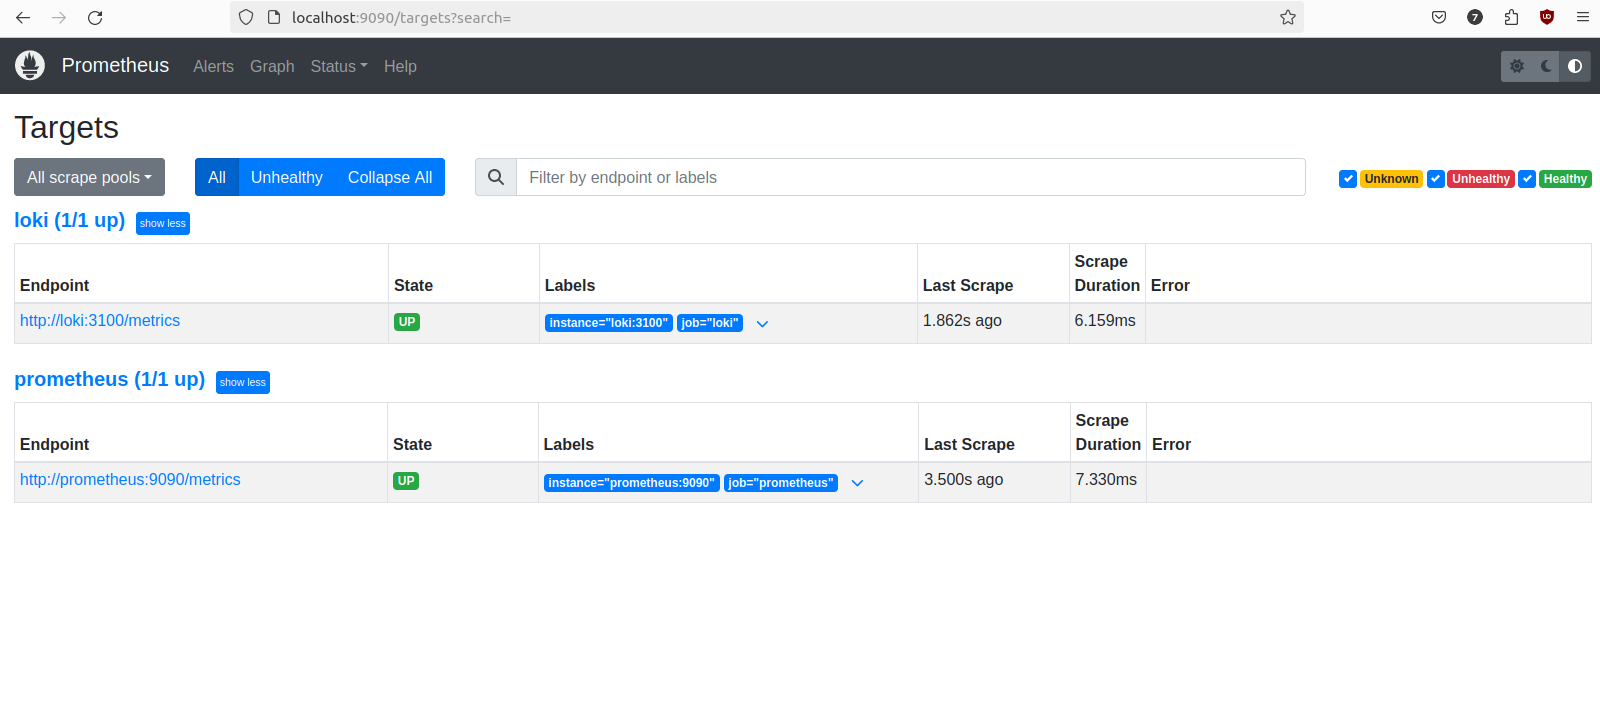 localhost:9090/targets?search=
7
Prometheus Alerts Graph Status Help
Targets
All scrape pools All Unhealthy Collapse All Filter by endpoint or labels Unknown Unhealthy Healthy
loki (1/1 up) show less
Endpoint State Labels Last Scrape Scrape Duration Error
http://loki:3100/metrics UP instance="loki:3100" job="loki" 1.862s ago 6.159ms
prometheus (1/1 up) show less
Endpoint State Labels Last Scrape Scrape Duration Error
http://prometheus:9090/metrics UP instance="prometheus:9090" job="prometheus" 3.500s ago 7.330ms